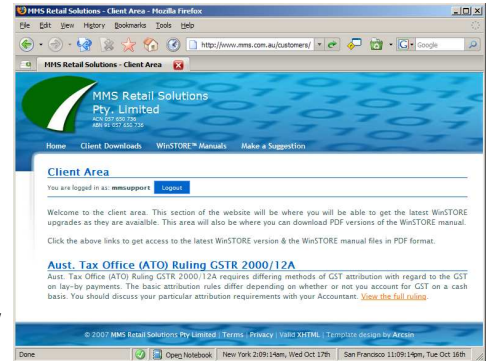 MMS Retail Solutions - Client Area - Mozilla Firefox
File Edit View History Bookmarks Tools Help
http://www.mms.com.au/customers/ Google
MMS Retail Solutions - Client Area
MMS Retail Solutions
Pty. Limited
ACN 057 650 736
ABN 91 057 650 736
Home Client Downloads WinSTORE™ Manuals Make a Suggestion
Client Area
You are logged in as: mmsupport Logout
Welcome to the client area. This section of the website will be where you will be able to get the latest WinSTORE
upgrades as they are avaialble. This area will also be where you can download PDF versions of the WinSTORE manual.
Click the above links to get access to the latest WinSTORE version & the WinSTORE manual files in PDF format.
Aust. Tax Office (ATO) Ruling GSTR 2000/12A
Aust. Tax Office (ATO) Ruling GSTR 2000/12A requires differing methods of GST attribution with regard to the GST
on lay-by payments. The basic attribution rules differ depending on whether or not you account for GST on a cash
basis. You should discuss your particular attribution requirements with your Accountant. View the full ruling.
© 2007 MMS Retail Solutions Pty Limited | Terms | Privacy | Valid XHTML | Template design by Arcsin
Done Open Notebook New York 2:09:14am, Wed Oct 17th San Francisco 11:09:14pm, Tue Oct 16th